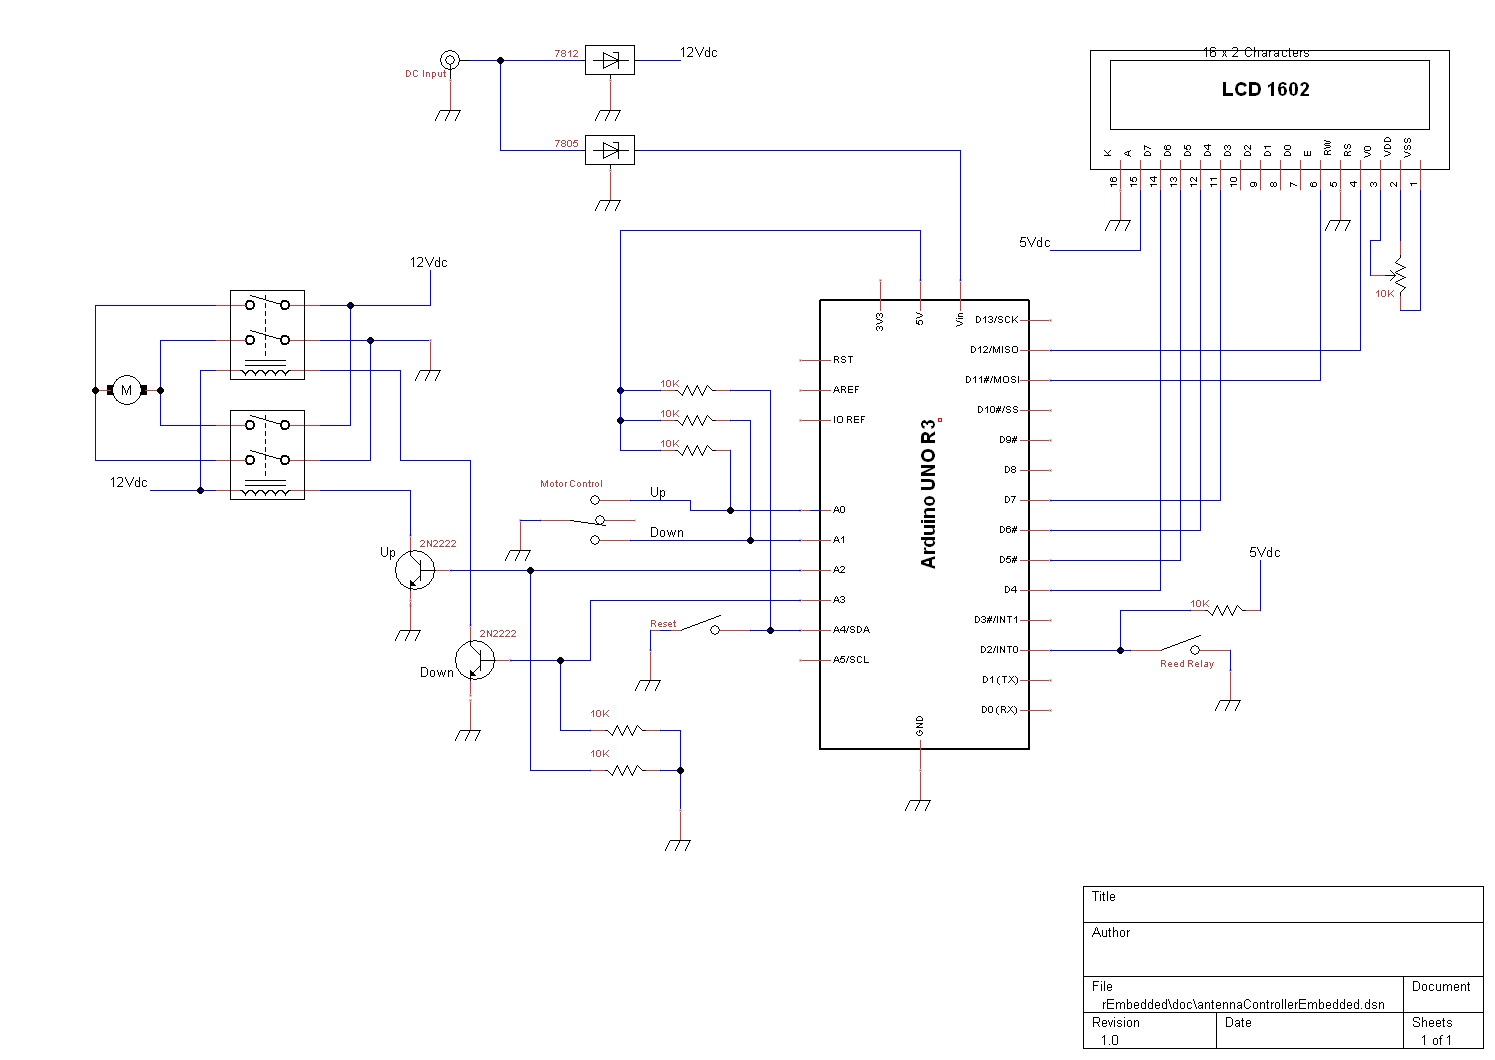 7812
12Vdc
DC Input
7805
16 x 2 Characters
LCD 1602
K
A
D7
D6
D5
D4
D3
D2
D1
D0
E
RW
RS
V0
VDD
VSS
16
15
14
13
12
11
10
9
8
7
6
5
4
3
2
1
5Vdc
10K
12Vdc
M
12Vdc
3V3
5V
Vin
D13/SCK
D12/MISO
D11#/MOSI
D10#/SS
D9#
D8
D7
D6#
D5#
D4
D3#/INT1
D2/INT0
D1(TX)
D0(RX)
RST
AREF
IO REF
A0
A1
A2
A3
A4/SDA
A5/SCL
GND
Arduino UNO R3
10K
10K
10K
Motor Control
Up
Down
Up
2N2222
2N2222
Down
Reset
10K
10K
5Vdc
10K
Reed Relay
Title
Author
File
rEmbedded\doc\antennaControllerEmbedded.dsn
Document
Revision
1.0
Date
Sheets
1 of 1